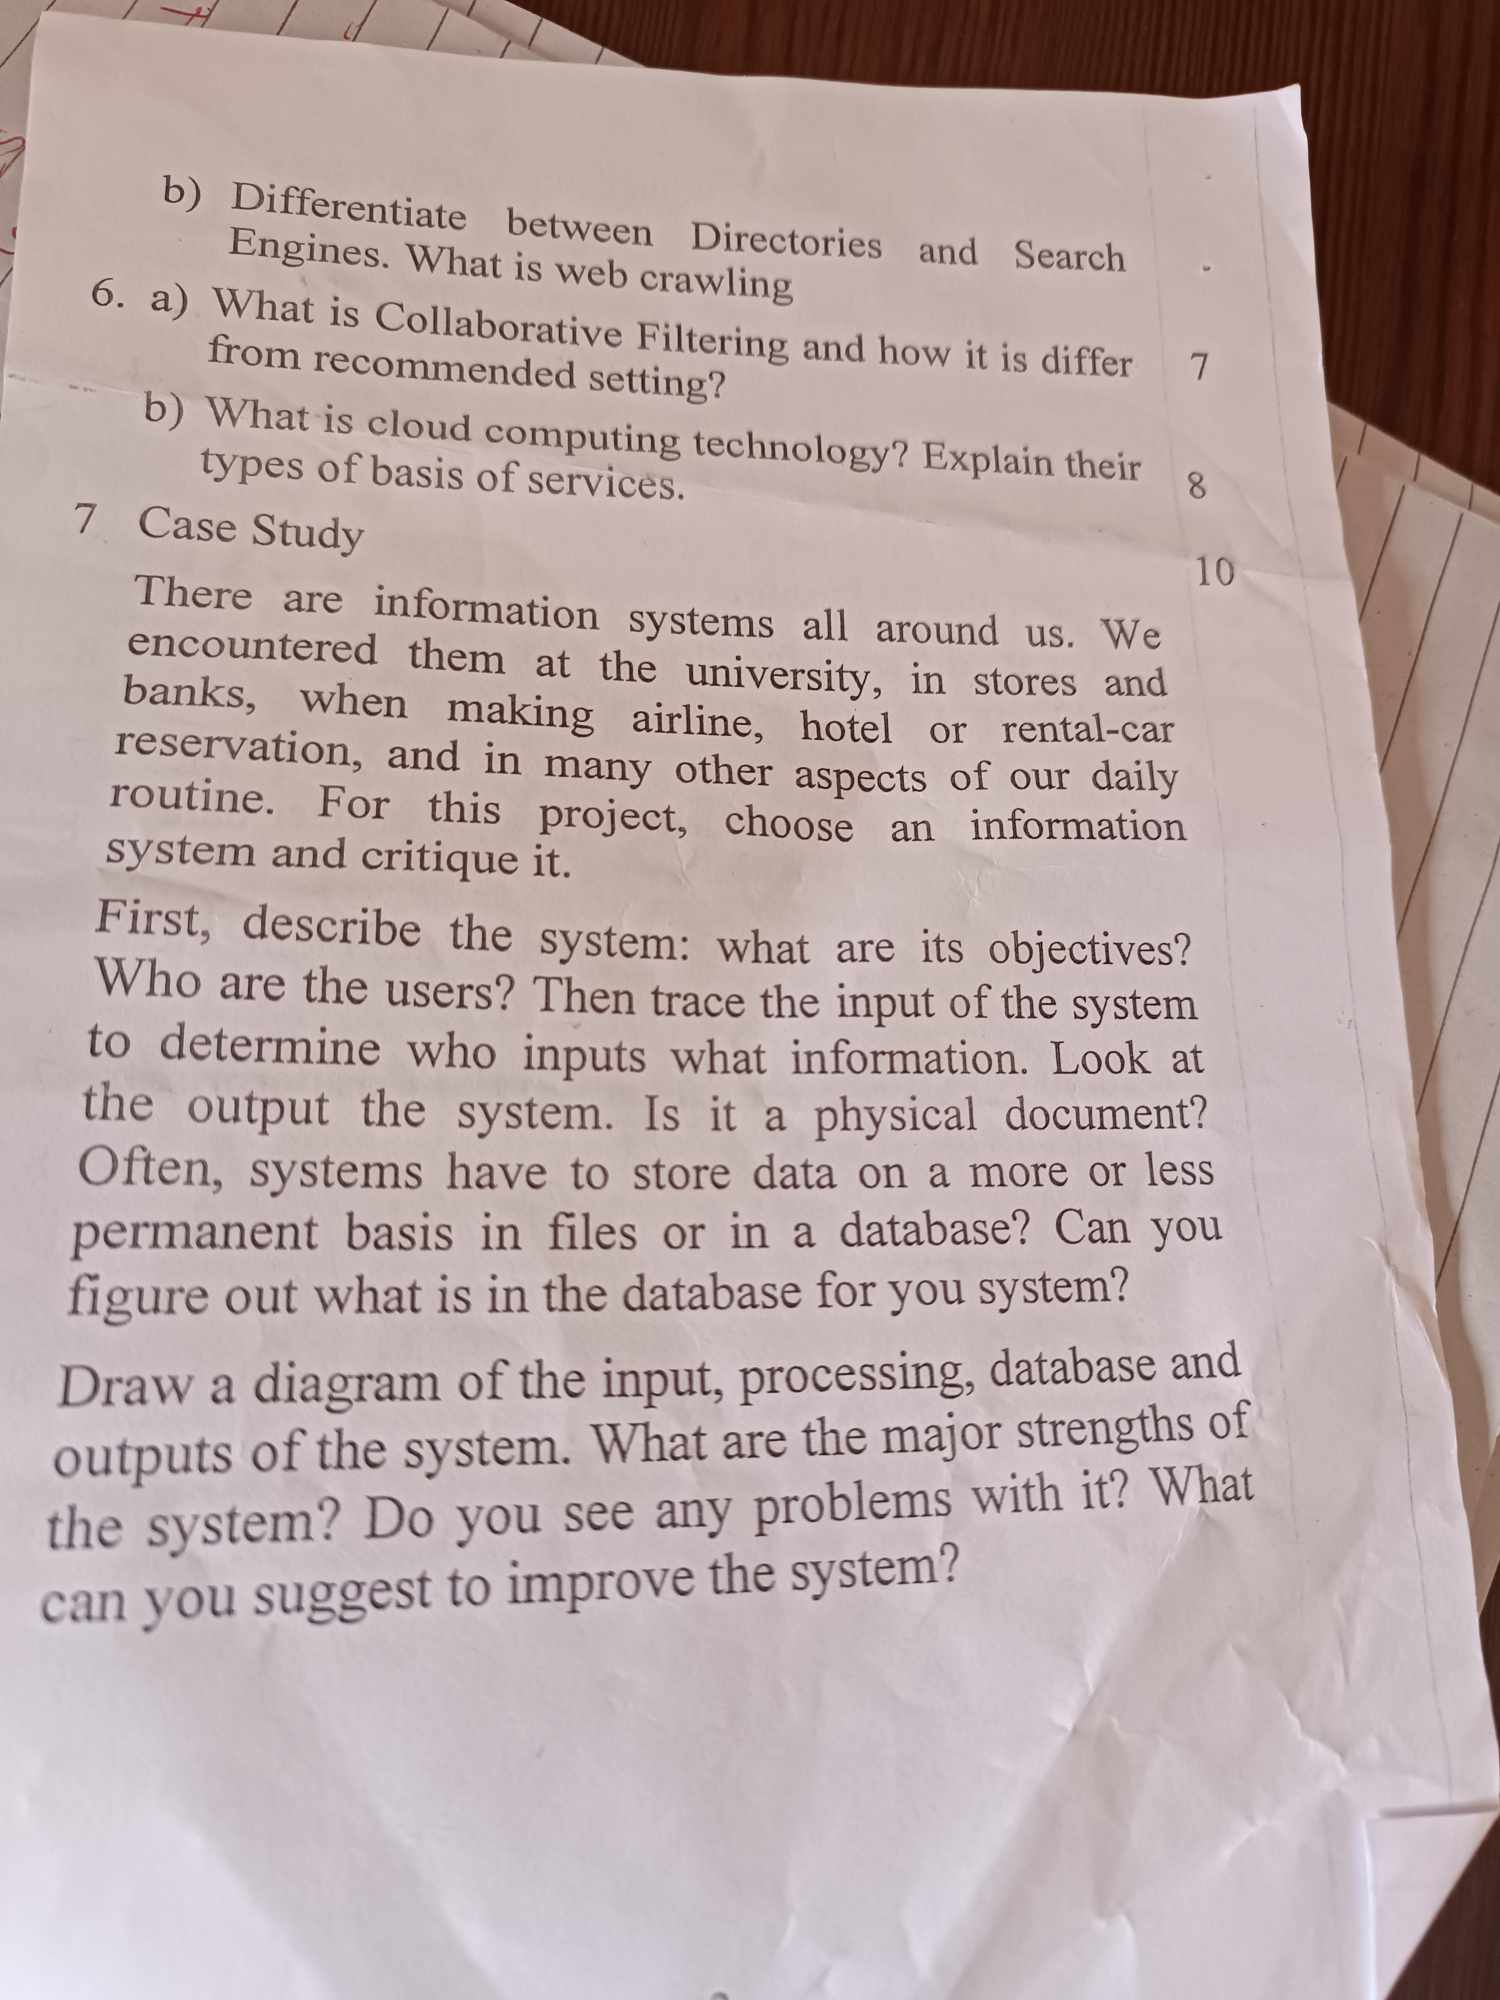 b) Differentiate between Directories and Search
Engines. What is web crawling
6. a) What is Collaborative Filtering and how it is differ 7
from recommended setting?
b) What is cloud computing technology? Explain their 8
types of basis of services.
7 Case Study 10
There are information systems all around us. We
encountered them at the university, in stores and
banks, when making airline, hotel or rental-car
reservation, and in many other aspects of our daily
routine. For this project, choose an information
system and critique it.
First, describe the system: what are its objectives?
Who are the users? Then trace the input of the system
to determine who inputs what information. Look at
the output the system. Is it a physical document?
Often, systems have to store data on a more or less
permanent basis in files or in a database? Can you
figure out what is in the database for you system?
Draw a diagram of the input, processing, database and
outputs of the system. What are the major strengths of
the system? Do you see any problems with it? What
can you suggest to improve the system?